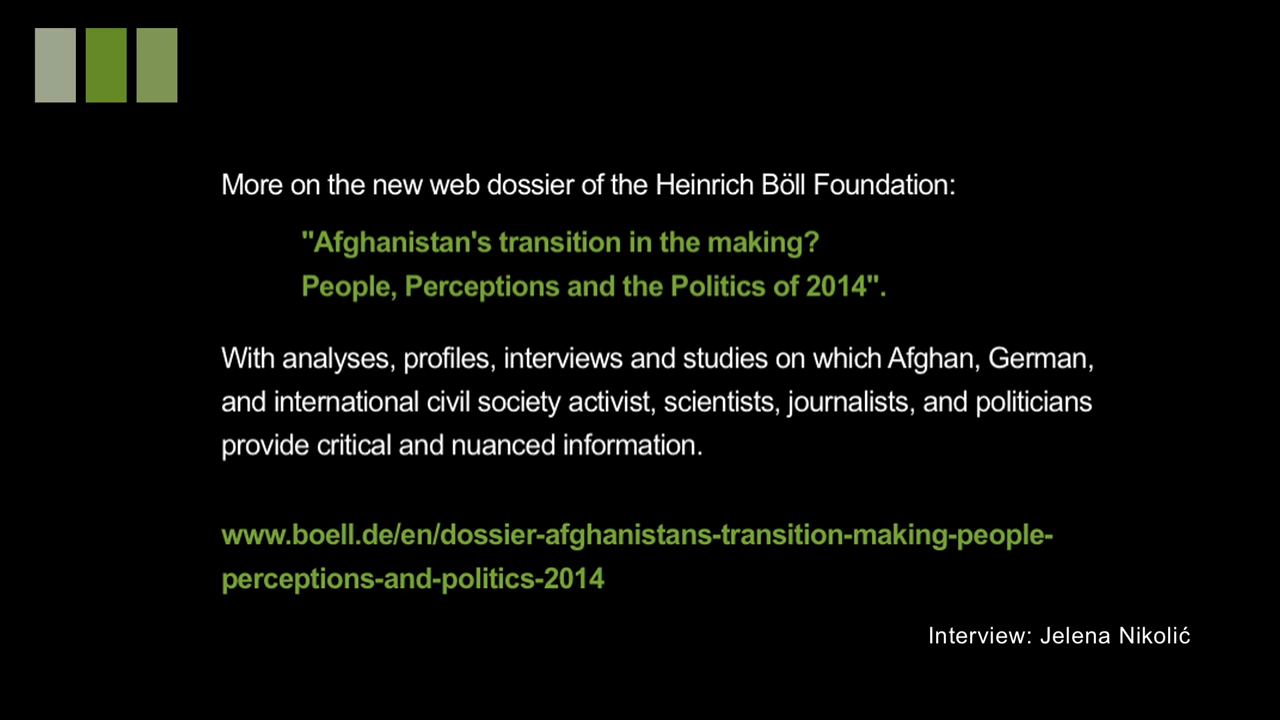 More on the new web dossier of the Heinrich Böll Foundation:
"Afghanistan's transition in the making?
People, Perceptions and the Politics of 2014".
With analyses, profiles, interviews and studies on which Afghan, German,
and international civil society activist, scientists, journalists, and politicians
provide critical and nuanced information.
www.boell.de/en/dossier-afghanistans-transition-making-people-
perceptions-and-politics-2014
Interview: Jelena Nikolić